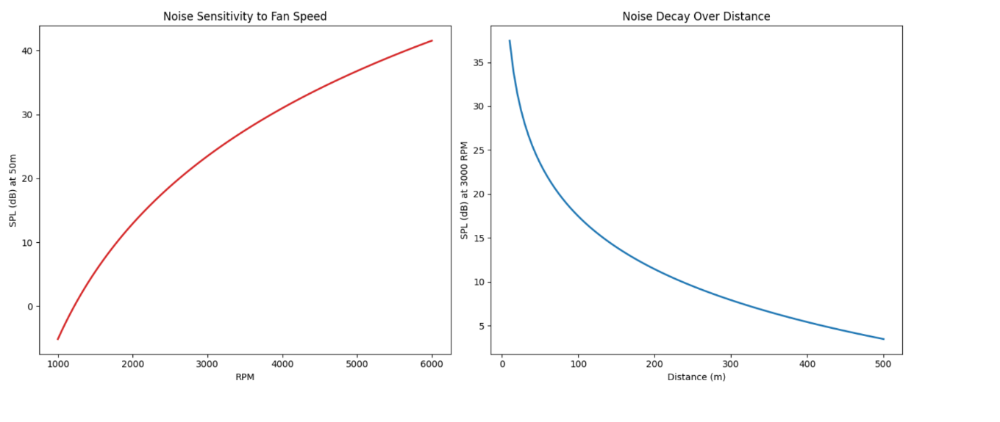 Noise Sensitivity to Fan Speed
SPL (dB) at 50m
40
30
20
10
0
1000 2000 3000 4000 5000 6000
RPM
Noise Decay Over Distance
SPL (dB) at 3000 RPM
35
30
25
20
15
10
5
0 100 200 300 400 500
Distance (m)